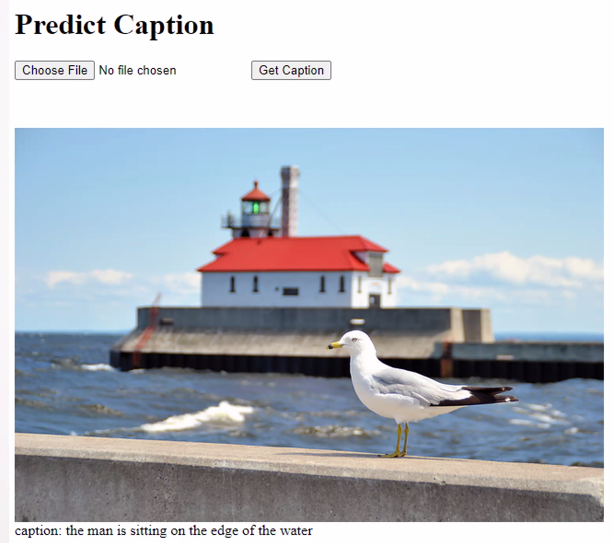 Predict Caption
Choose File No file chosen Get Caption
caption: the man is sitting on the edge of the water